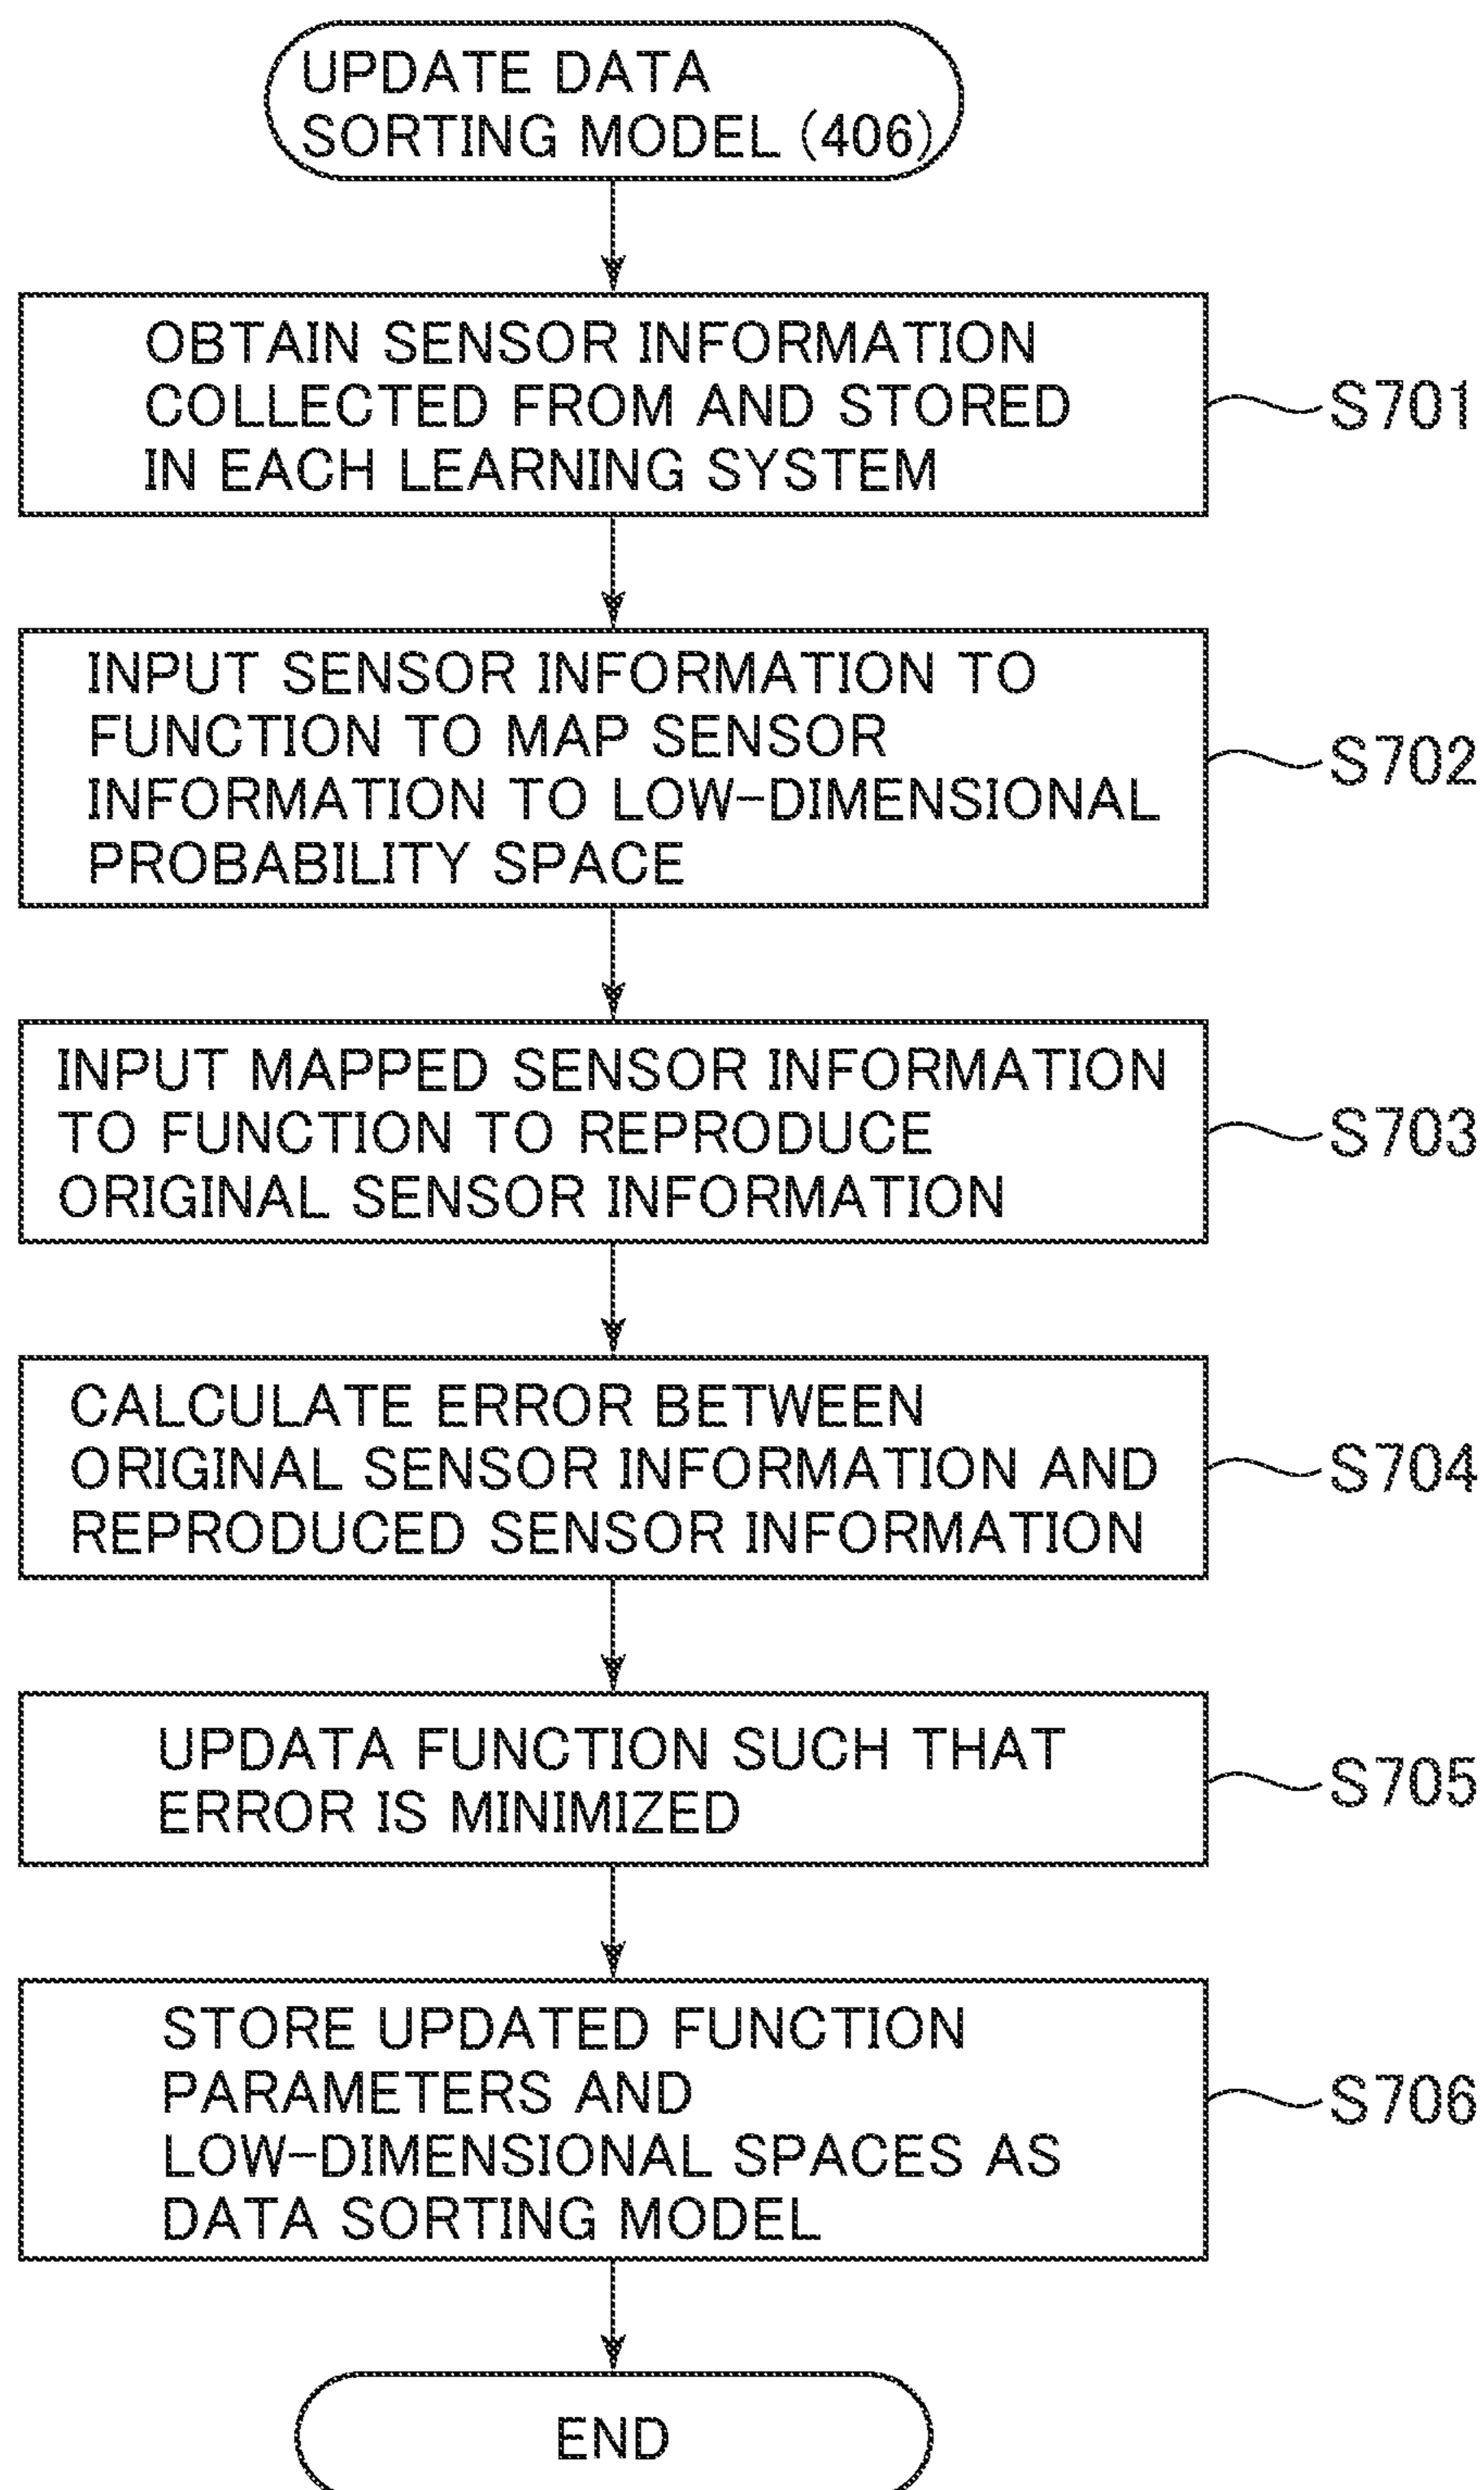 UPDATE DATA
SORTING MODEL (406)
OBTAIN SENSOR INFORMATION
COLLECTED FROM AND STORED
IN EACH LEARNING SYSTEM
S701
INPUT SENSOR INFORMATION TO
FUNCTION TO MAP SENSOR
INFORMATION TO LOW-DIMENSIONAL
PROBABILITY SPACE
S702
INPUT MAPPED SENSOR INFORMATION
TO FUNCTION TO REPRODUCE
ORIGINAL SENSOR INFORMATION
S703
CALCULATE ERROR BETWEEN
ORIGINAL SENSOR INFORMATION AND
REPRODUCED SENSOR INFORMATION
S704
UPDATA FUNCTION SUCH THAT
ERROR IS MINIMIZED
S705
STORE UPDATED FUNCTION
PARAMETERS AND
LOW-DIMENSIONAL SPACES AS
DATA SORTING MODEL
S706
END